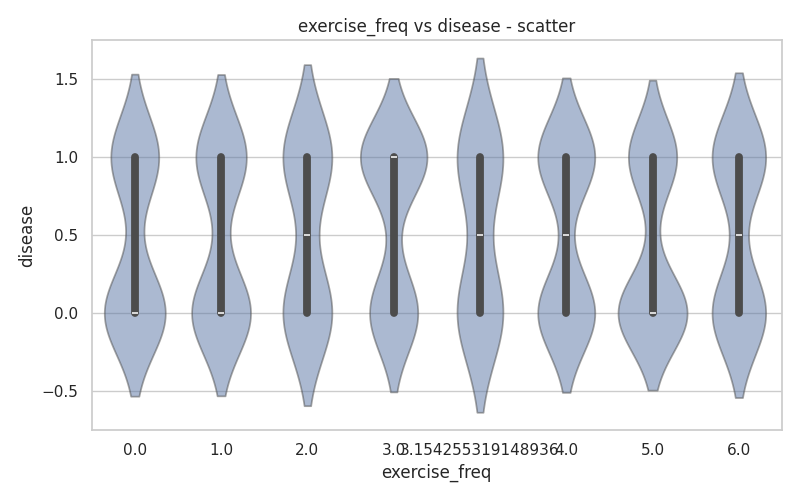 exercise_freq vs disease - scatter
disease
1.5
1.0
0.5
0.0
−0.5
0.0 1.0 2.0 3.0 3.154255319148936 4.0 5.0 6.0
exercise_freq